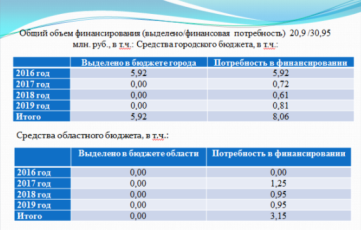 Общий объем финансирования (выделено/финансовая потребность) 20,9 /30,95
млн. руб., в т.ч.: Средства городского бюджета, в т.ч.:
Выделено в бюджете города Потребность в финансировании
2016 год 5,92 5,92
2017 год 0,00 0,72
2018 год 0,00 0,61
2019 год 0,00 0,81
Итого 5,92 8,06
Средства областного бюджета, в т.ч.:
Выделено в бюджете области Потребность в финансировании
2016 год 0,00 0,00
2017 год 0,00 1,25
2018 год 0,00 0,95
2019 год 0,00 0,95
Итого 0,00 3,15